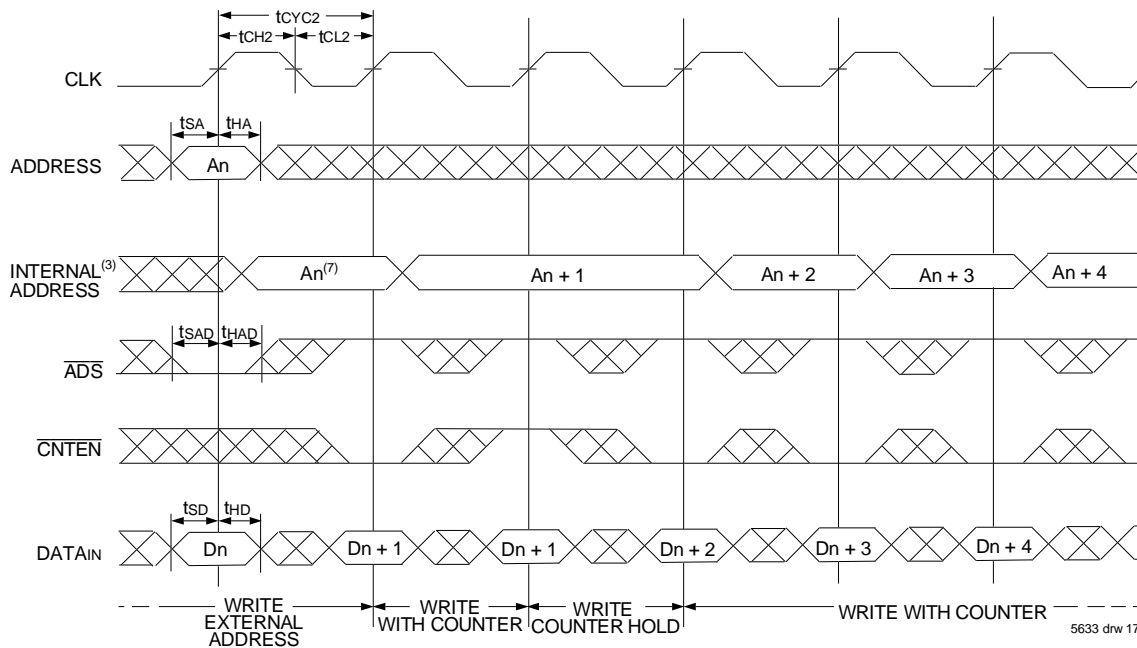 tCYC2
tCH2 tCL2
CLK
tSA tHA
ADDRESS An
INTERNAL(3)
ADDRESS
An(7) An + 1 An + 2 An + 3 An + 4
tSAD tHAD
ADS
CNTEN
tSD tHD
DATAIN Dn Dn + 1 Dn + 1 Dn + 2 Dn + 3 Dn + 4
WRITE
EXTERNAL
ADDRESS
WRITE
WITH COUNTER
WRITE
COUNTER HOLD
WRITE WITH COUNTER
5633 drw 17